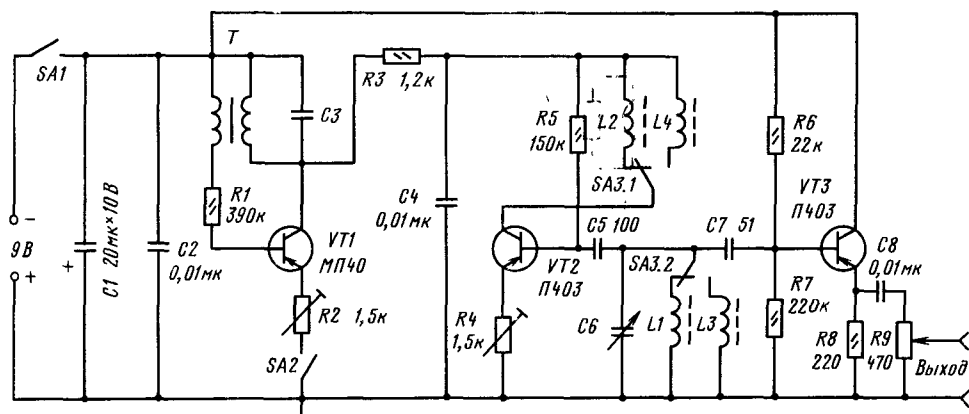 SA1
T
C3
R3 1,2к
R1
390к
VT1
МП40
R2 1,5к
SA2
9В
−
+
+
C1 20мк×10В
C2
0,01мк
C4
0,01мк
R5
150к
L2
L4
SA3.1
VT2
П403
R4
1,5к
C5 100
C6
SA3.2
L1
L3
C7 51
R6
22к
R7
220к
VT3
П403
C8
0,01мк
R8
220
R9
470
Выход